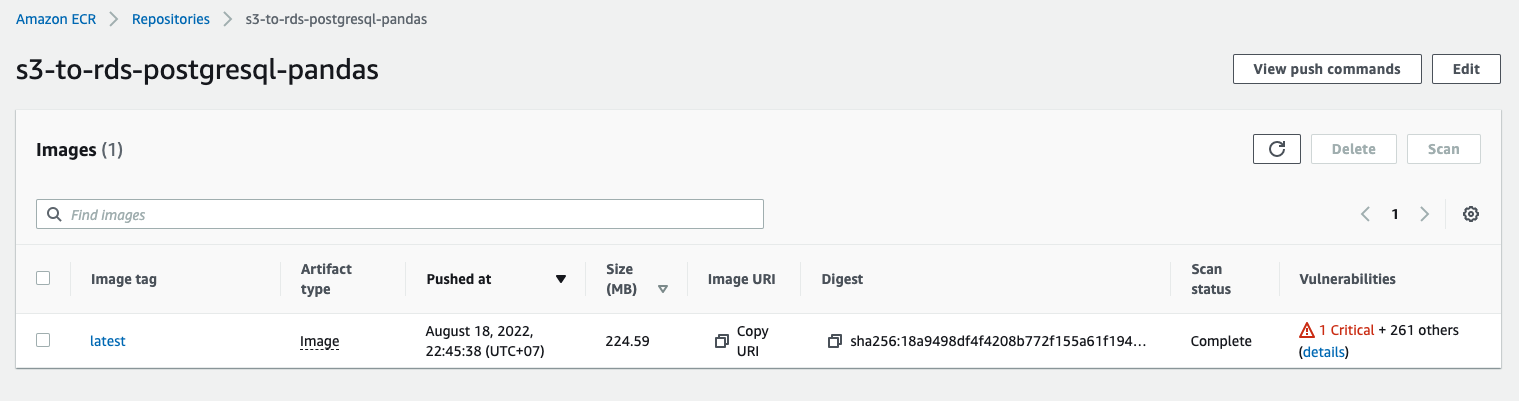 Amazon ECR > Repositories > s3-to-rds-postgresql-pandas
s3-to-rds-postgresql-pandas
View push commands
Edit
Images (1)
Delete
Scan
Find images
1
Image tag
Artifact
type
Pushed at
Size
(MB)
Image URI
Digest
Scan
status
Vulnerabilities
latest
Image
August 18, 2022,
22:45:38 (UTC+07)
224.59
Copy
URI
sha256:18a9498df4f4208b772f155a61f194...
Complete
1 Critical + 261 others
(details)